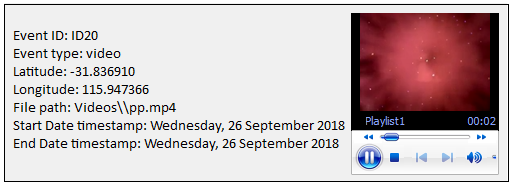 Event ID: ID20
Event type: video
Latitude: -31.836910
Longitude: 115.947366
File path: Videos\\pp.mp4
Start Date timestamp: Wednesday, 26 September 2018
End Date timestamp: Wednesday, 26 September 2018
Playlist1 00:02